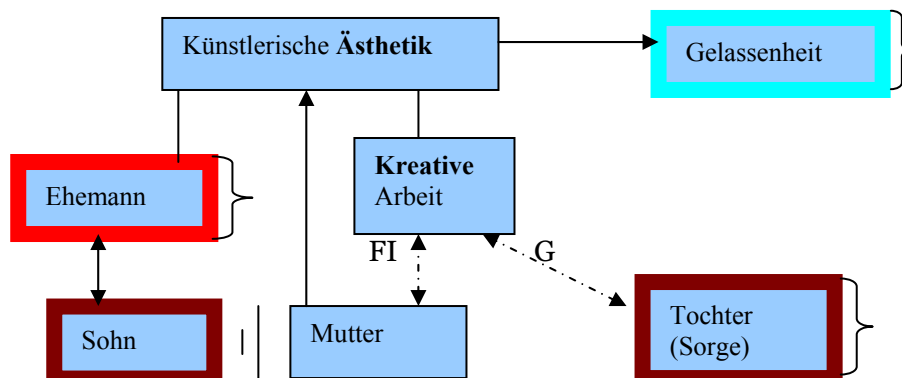 Künstlerische Ästhetik
Gelassenheit
Kreative
Arbeit
Ehemann
FI
G
Sohn
Mutter
Tochter
(Sorge)